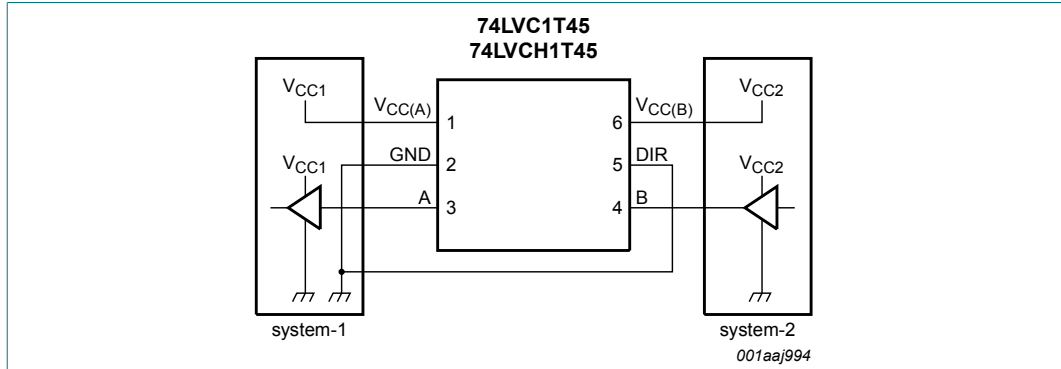 74LVC1T45
74LVCH1T45
VCC1
VCC(A)
VCC(B)
VCC2
1
6
GND
DIR
VCC1
2
5
VCC2
A
B
3
4
system-1
system-2
001aaj994